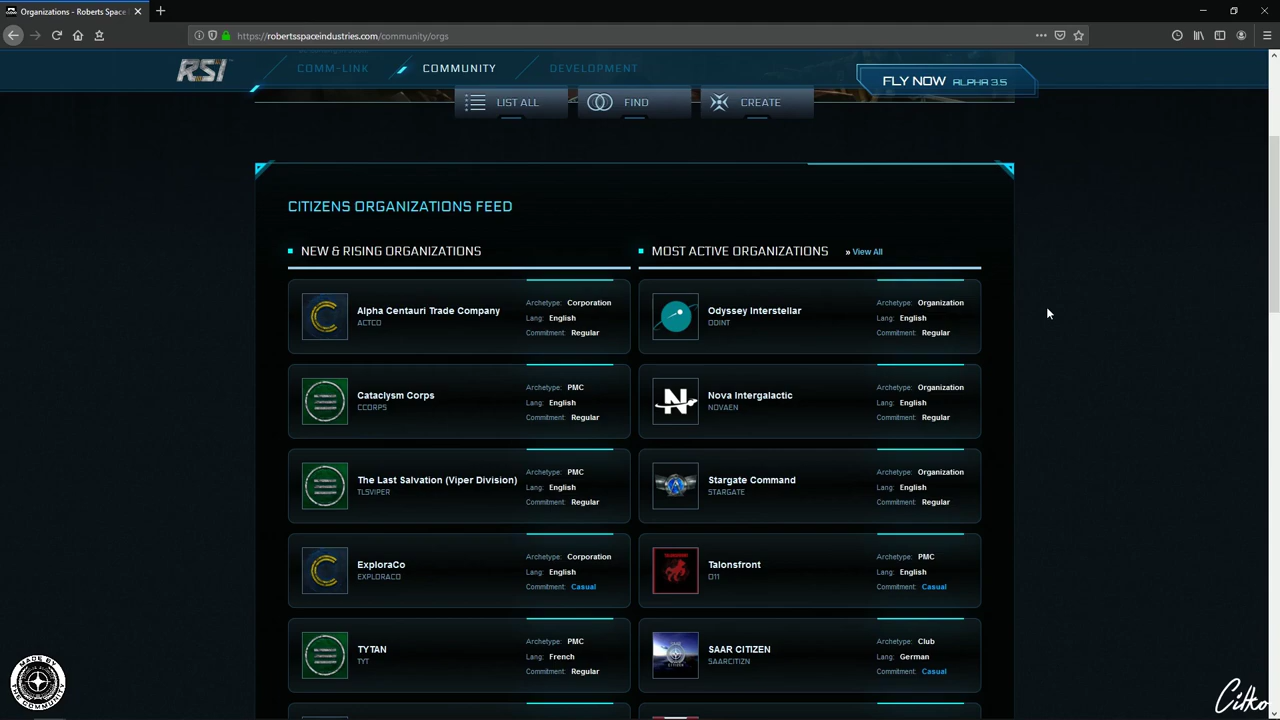 Organizations - Roberts Space
https://robertsspaceindustries.com/community/orgs
RSI
COMM-LINK
COMMUNITY
DEVELOPMENT
FLY NOW ALPHA 3.5
LIST ALL
FIND
CREATE
CITIZENS ORGANIZATIONS FEED
NEW & RISING ORGANIZATIONS
Alpha Centauri Trade Company
ACTCO
Archetype: Corporation
Lang: English
Commitment: Regular
Cataclysm Corps
CCORPS
Archetype: PMC
Lang: English
Commitment: Regular
The Last Salvation (Viper Division)
TLSVIPER
Archetype: PMC
Lang: English
Commitment: Regular
ExploraCo
EXPLORACO
Archetype: Corporation
Lang: English
Commitment: Casual
TYTAN
TYT
Archetype: PMC
Lang: French
Commitment: Regular
MOST ACTIVE ORGANIZATIONS » View All
Odyssey Interstellar
ODINT
Archetype: Organization
Lang: English
Commitment: Regular
Nova Intergalactic
NOVAEN
Archetype: Organization
Lang: English
Commitment: Regular
Stargate Command
STARGATE
Archetype: Organization
Lang: English
Commitment: Regular
Talonsfront
D11
Archetype: PMC
Lang: English
Commitment: Casual
SAAR CITIZEN
SAARCITIZN
Archetype: Club
Lang: German
Commitment: Casual
MADE BY
THE COMMUNITY